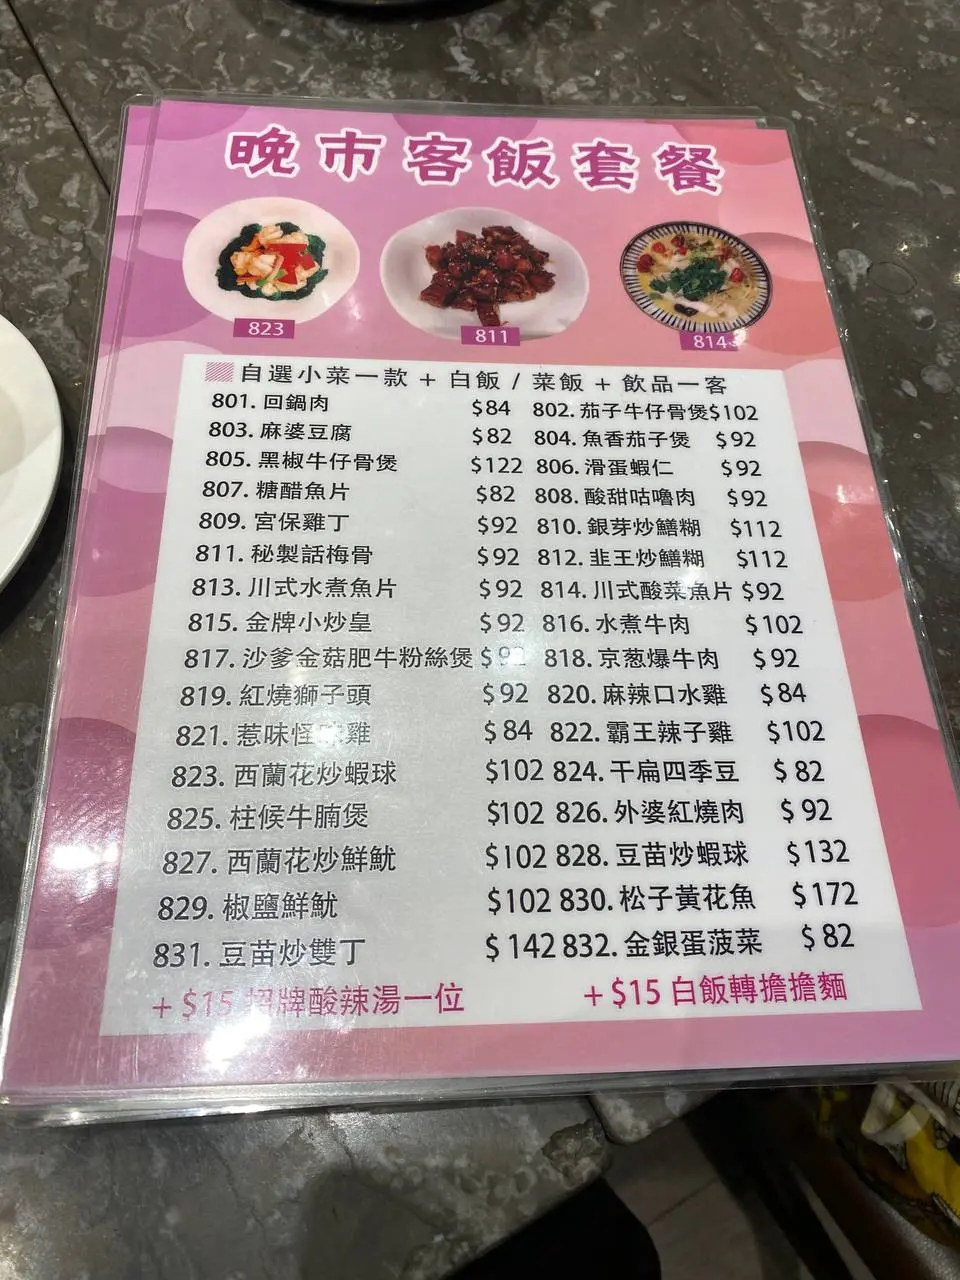 晚市客飯套餐
823
811
814
自選小菜一款 + 白飯 / 菜飯 + 飲品一客
801. 回鍋肉 $84 802. 茄子牛仔骨煲 $102
803. 麻婆豆腐 $82 804. 魚香茄子煲 $92
805. 黑椒牛仔骨煲 $122 806. 滑蛋蝦仁 $92
807. 糖醋魚片 $82 808. 酸甜咕嚕肉 $92
809. 宮保雞丁 $92 810. 銀芽炒鱔糊 $112
811. 秘製話梅骨 $92 812. 韭王炒鱔糊 $112
813. 川式水煮魚片 $92 814. 川式酸菜魚片 $92
815. 金牌小炒皇 $92 816. 水煮牛肉 $102
817. 沙爹金菇肥牛粉絲煲 $92 818. 京葱爆牛肉 $92
819. 紅燒獅子頭 $92 820. 麻辣口水雞 $84
821. 惹味怪味雞 $84 822. 霸王辣子雞 $102
823. 西蘭花炒蝦球 $102 824. 干扁四季豆 $82
825. 柱候牛腩煲 $102 826. 外婆紅燒肉 $92
827. 西蘭花炒鮮魷 $102 828. 豆苗炒蝦球 $132
829. 椒鹽鮮魷 $102 830. 松子黃花魚 $172
831. 豆苗炒雙丁 $142 832. 金銀蛋菠菜 $82
+ $15 招牌酸辣湯一位 + $15 白飯轉擔擔麵